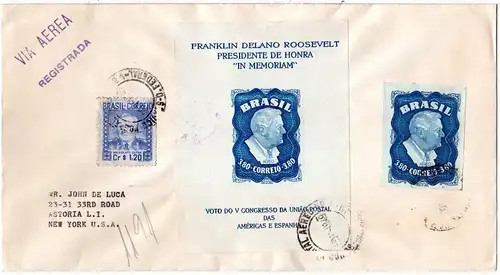 VIA AEREA
REGISTRADA
BRASIL CORREIO
Cr $ 1,20
FRANKLIN DELANO ROOSEVELT
PRESIDENTE DE HONRA
"IN MEMORIAM"
BRASIL
3,80-CORREIO-3,80
VOTO DO V CONGRESSO DA UNIÃO POSTAL
DAS
AMÉRICAS E ESPANHA
BRASIL
3,80-CORREIO-3,80
MR. JOHN DE LUCA
23-31 33RD ROAD
ASTORIA L.I.
NEW YORK U.S.A.